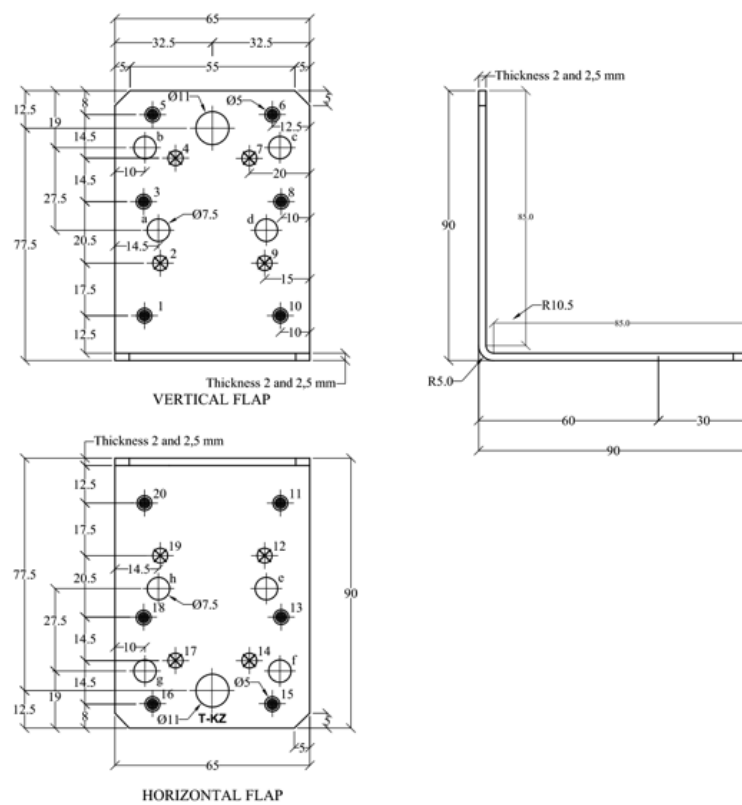 65
32.5 32.5
5 55 5
Thickness 2 and 2,5 mm
12.5 19 8 5 Ø11 Ø5 6 5
12.5
14.5 b 4 7 c
10 20
14.5 3 8
27.5 a Ø7.5 d 10
90 85.0
77.5 20.5 14.5
2 9
15
R10.5
17.5 1 10
85.0
12.5 10
R5.0
Thickness 2 and 2,5 mm
VERTICAL FLAP
60 30
90
Thickness 2 and 2,5 mm
12.5 20 11
17.5
19 12
14.5
77.5 20.5 h e 90
Ø7.5
27.5 18 13
14.5
10 17 14 f
g
14.5 16 Ø5 15
19
12.5 8 Ø11 T-KZ 5
5
65
HORIZONTAL FLAP